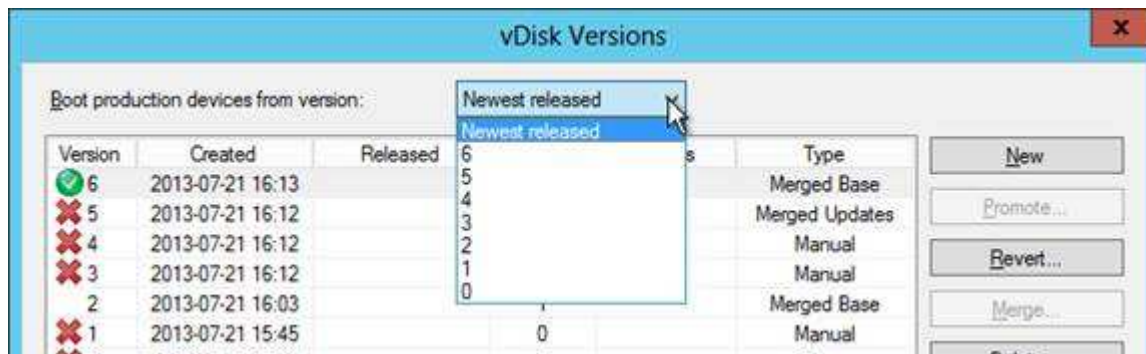 vDisk Versions
x
Boot production devices from version:
Newest released
Newest released
6
5
4
3
2
1
0
Version Created Released s Type
6 2013-07-21 16:13 Merged Base
5 2013-07-21 16:12 Merged Updates
4 2013-07-21 16:12 Manual
3 2013-07-21 16:12 Manual
2 2013-07-21 16:03 Merged Base
1 2013-07-21 15:45 0 Manual
New
Promote...
Revert...
Merge...